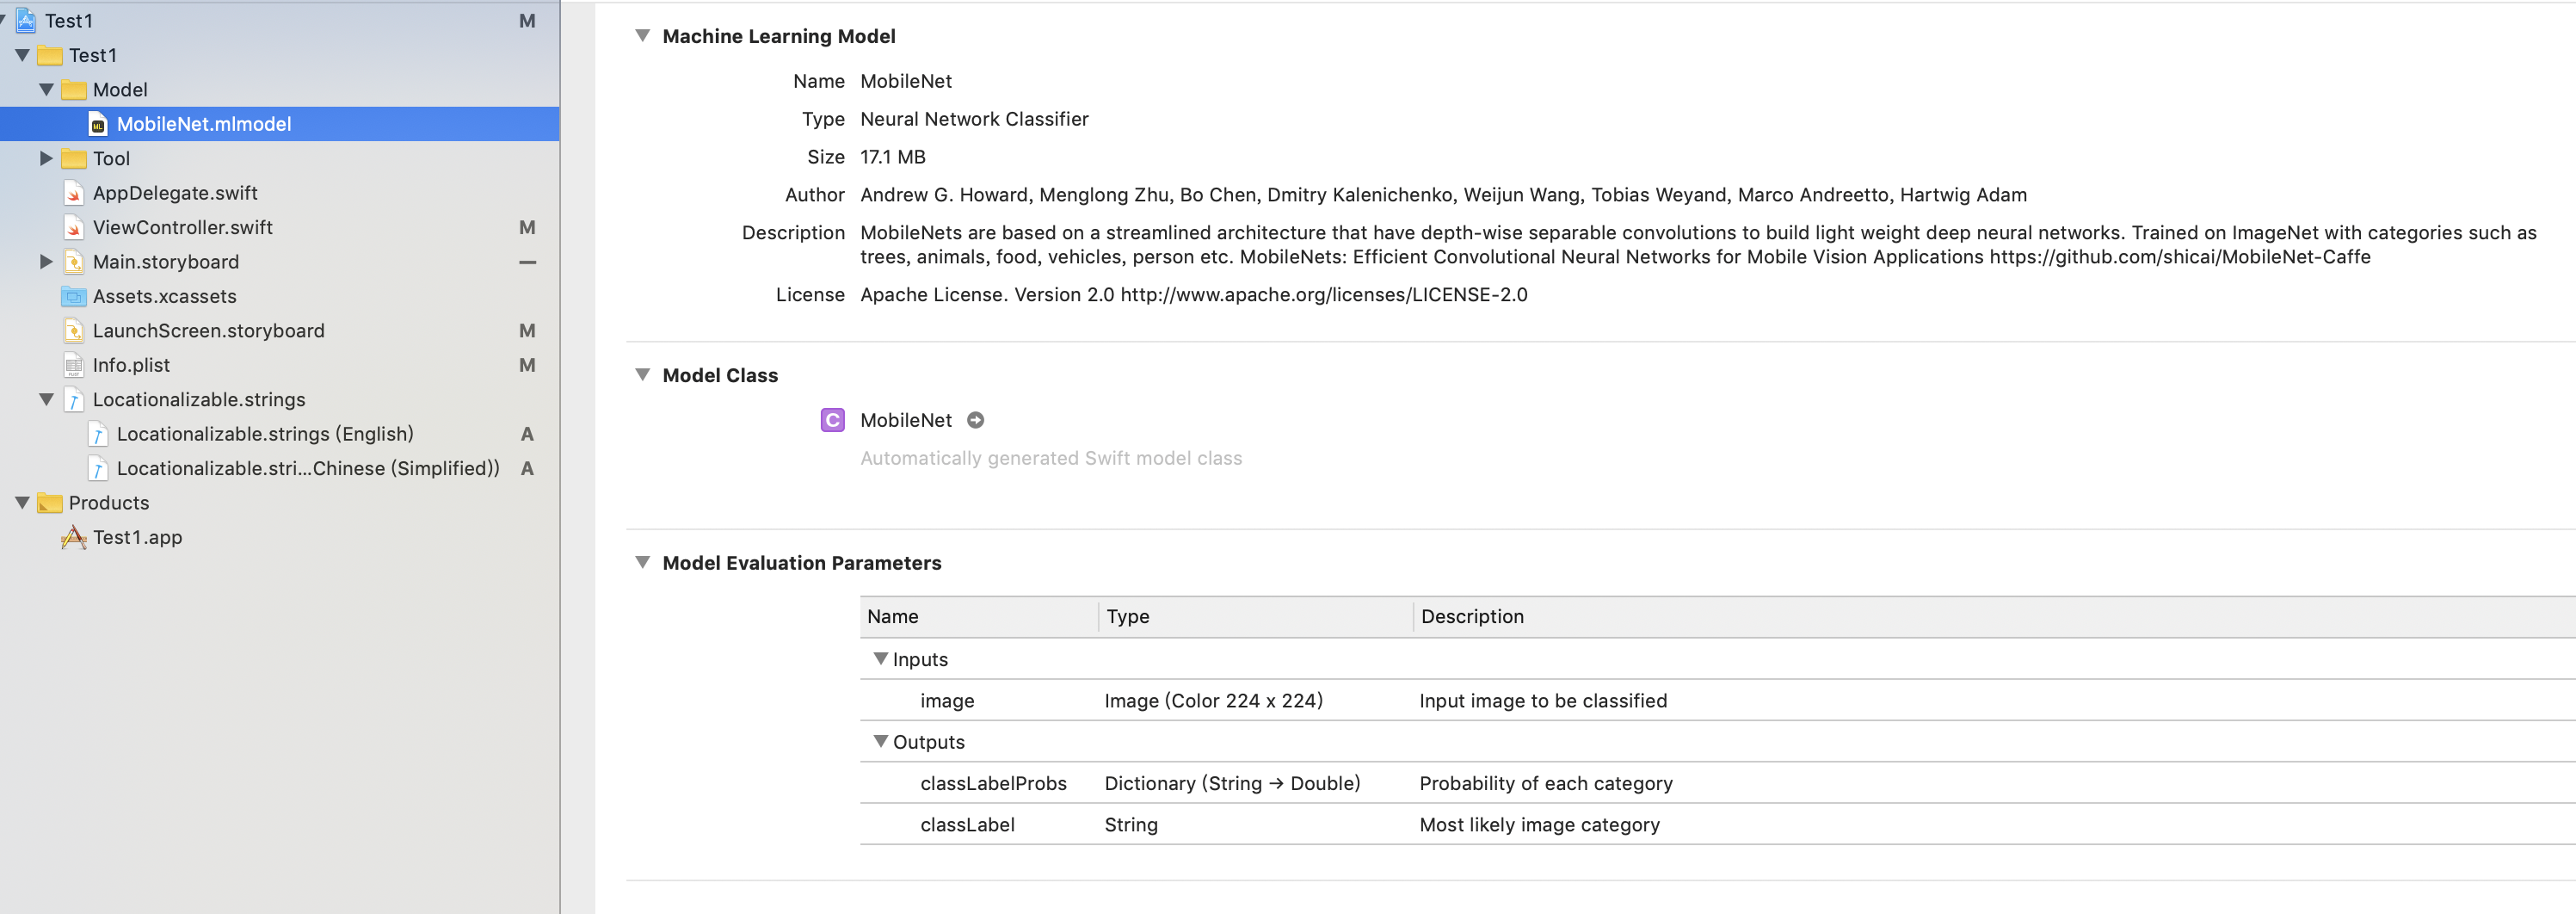 Test1 M
Test1
Model
MobileNet.mlmodel
Tool
AppDelegate.swift
ViewController.swift M
Main.storyboard —
Assets.xcassets
LaunchScreen.storyboard M
Info.plist M
Locationalizable.strings
Locationalizable.strings (English) A
Locationalizable.stri...Chinese (Simplified)) A
Products
Test1.app
Machine Learning Model
Name MobileNet
Type Neural Network Classifier
Size 17.1 MB
Author Andrew G. Howard, Menglong Zhu, Bo Chen, Dmitry Kalenichenko, Weijun Wang, Tobias Weyand, Marco Andreetto, Hartwig Adam
Description MobileNets are based on a streamlined architecture that have depth-wise separable convolutions to build light weight deep neural networks. Trained on ImageNet with categories such as
trees, animals, food, vehicles, person etc. MobileNets: Efficient Convolutional Neural Networks for Mobile Vision Applications https://github.com/shicai/MobileNet-Caffe
License Apache License. Version 2.0 http://www.apache.org/licenses/LICENSE-2.0
Model Class
C MobileNet
Automatically generated Swift model class
Model Evaluation Parameters
Name Type Description
Inputs
image Image (Color 224 x 224) Input image to be classified
Outputs
classLabelProbs Dictionary (String → Double) Probability of each category
classLabel String Most likely image category